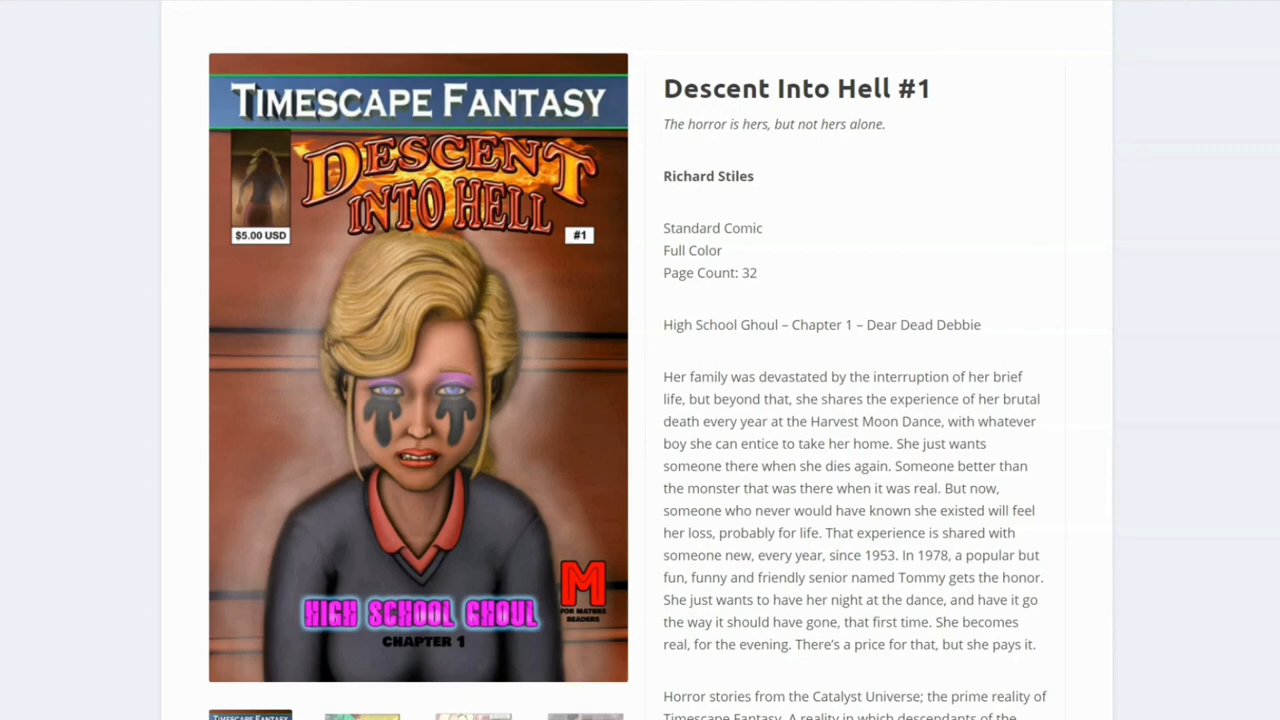 TIMESCAPE FANTASY
DESCENT
INTO HELL
$5.00 USD
#1
HIGH SCHOOL GHOUL
CHAPTER 1
M
FOR MATURE
READERS
TIMESCAPE FANTASY
Descent Into Hell #1
The horror is hers, but not hers alone.
Richard Stiles
Standard Comic
Full Color
Page Count: 32
High School Ghoul – Chapter 1 – Dear Dead Debbie
Her family was devastated by the interruption of her brief
life, but beyond that, she shares the experience of her brutal
death every year at the Harvest Moon Dance, with whatever
boy she can entice to take her home. She just wants
someone there when she dies again. Someone better than
the monster that was there when it was real. But now,
someone who never would have known she existed will feel
her loss, probably for life. That experience is shared with
someone new, every year, since 1953. In 1978, a popular but
fun, funny and friendly senior named Tommy gets the honor.
She just wants to have her night at the dance, and have it go
the way it should have gone, that first time. She becomes
real, for the evening. There’s a price for that, but she pays it.
Horror stories from the Catalyst Universe; the prime reality of
Timescape Fantasy. A reality in which descendants of the